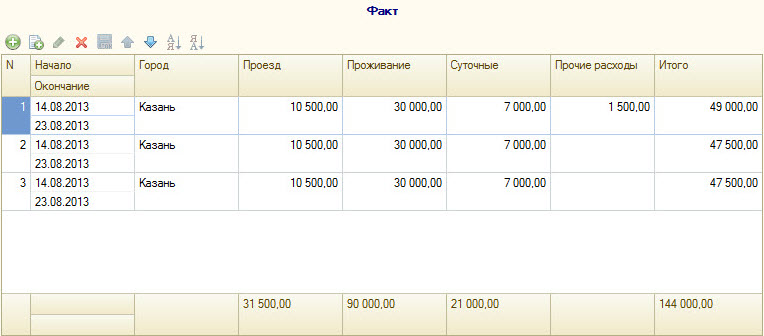 Факт
N Начало Город Проезд Проживание Суточные Прочие расходы Итого
Окончание
1 14.08.2013 Казань 10 500,00 30 000,00 7 000,00 1 500,00 49 000,00
23.08.2013
2 14.08.2013 Казань 10 500,00 30 000,00 7 000,00 47 500,00
23.08.2013
3 14.08.2013 Казань 10 500,00 30 000,00 7 000,00 47 500,00
23.08.2013
31 500,00 90 000,00 21 000,00 144 000,00